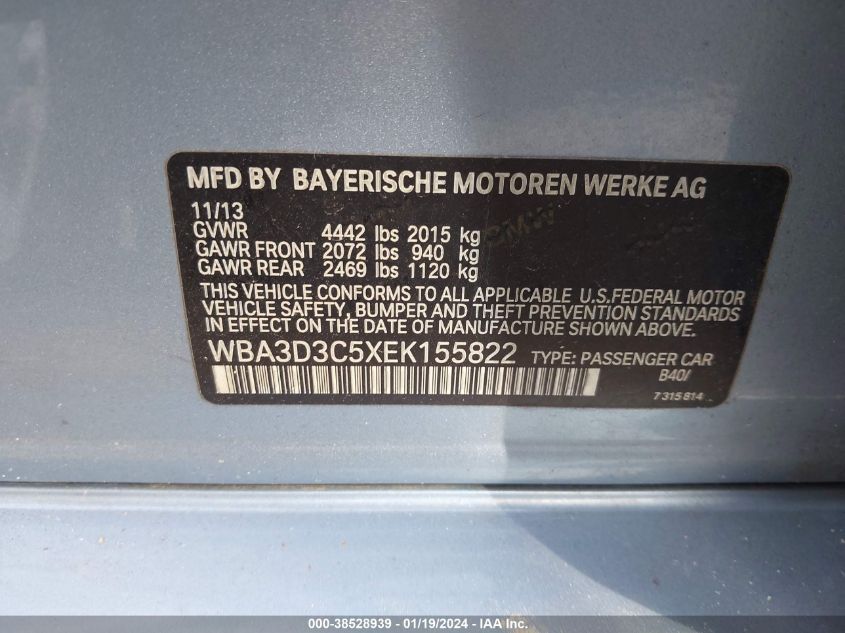 MFD BY BAYERISCHE MOTOREN WERKE AG
11/13
GVWR 4442 lbs 2015 kg
GAWR FRONT 2072 lbs 940 kg
GAWR REAR 2469 lbs 1120 kg
THIS VEHICLE CONFORMS TO ALL APPLICABLE U.S.FEDERAL MOTOR
VEHICLE SAFETY, BUMPER AND THEFT PREVENTION STANDARDS
IN EFFECT ON THE DATE OF MANUFACTURE SHOWN ABOVE.
WBA3D3C5XEK155822 TYPE: PASSENGER CAR
B40/
7 315 814
000-38528939 - 01/19/2024 - IAA Inc.